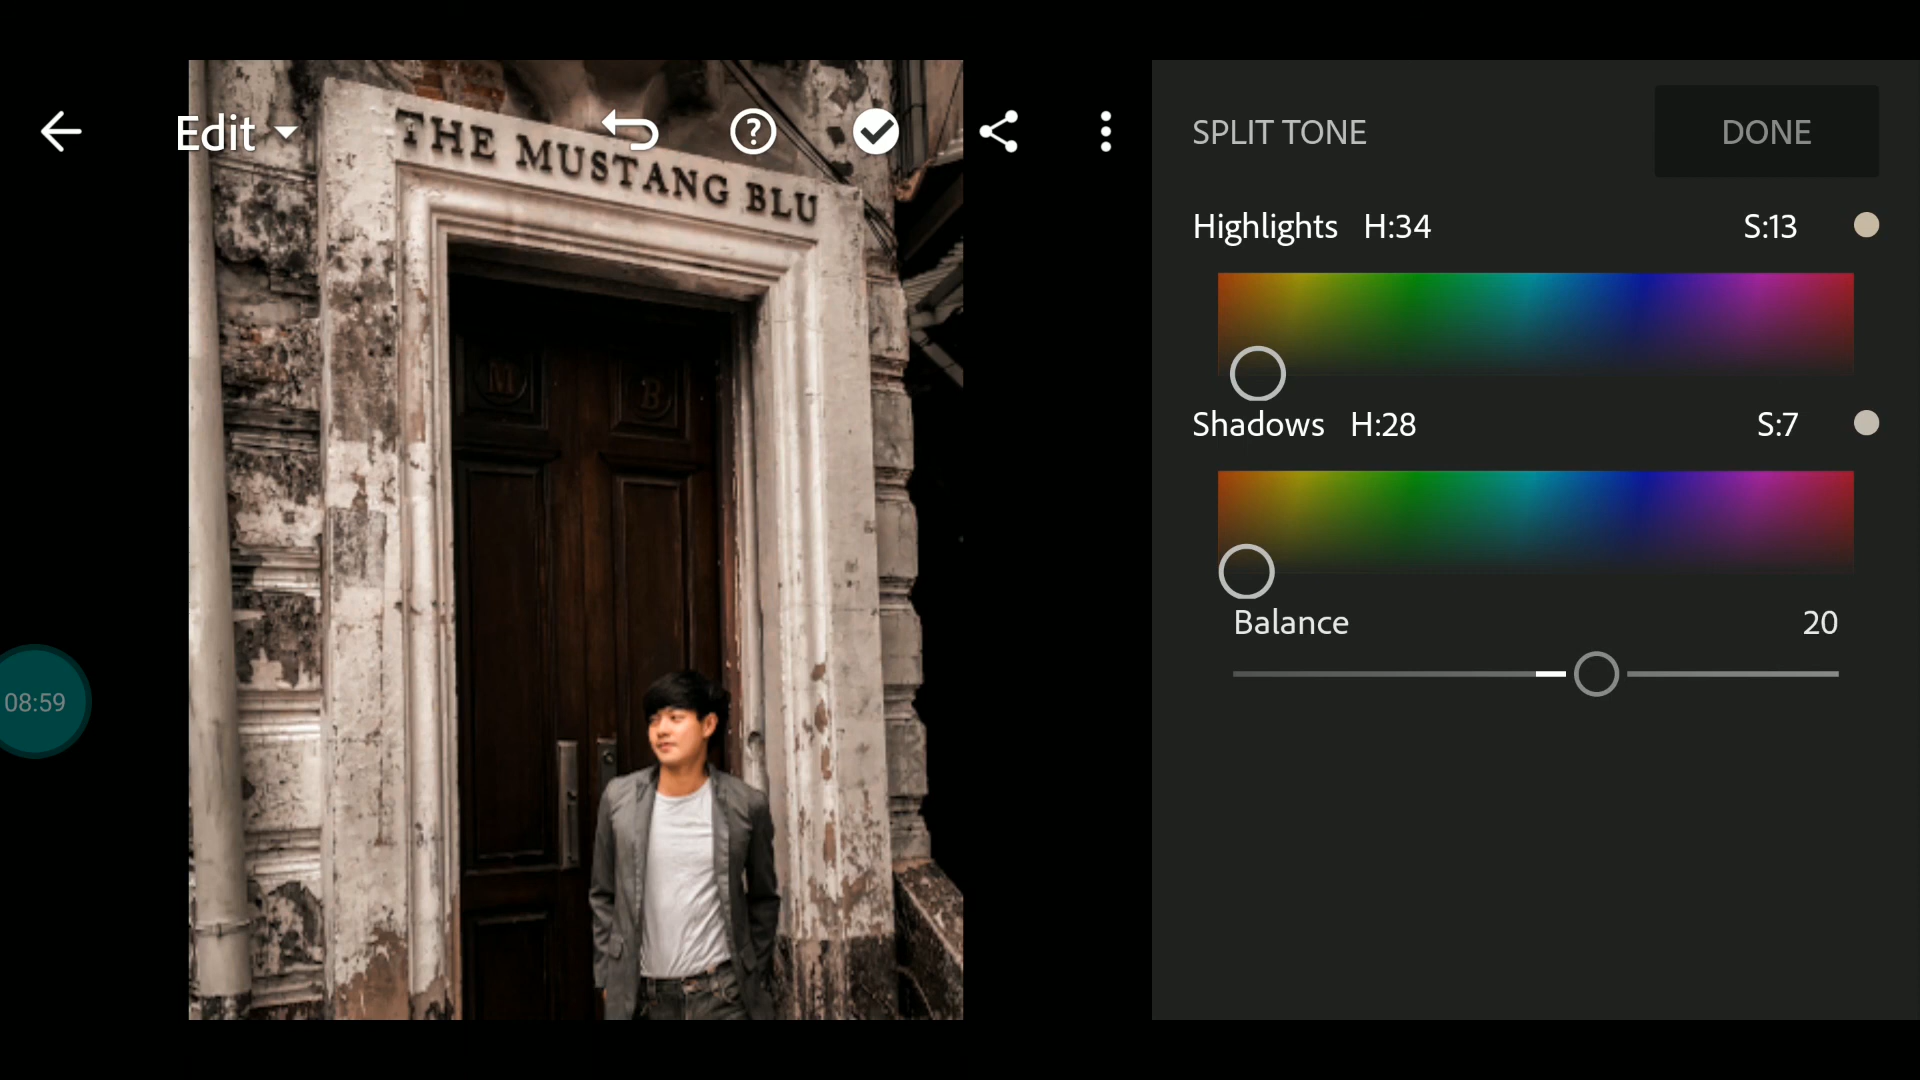 Edit
THE MUSTANG BLU
M B
08:59
SPLIT TONE
DONE
Highlights H:34 S:13
Shadows H:28 S:7
Balance 20